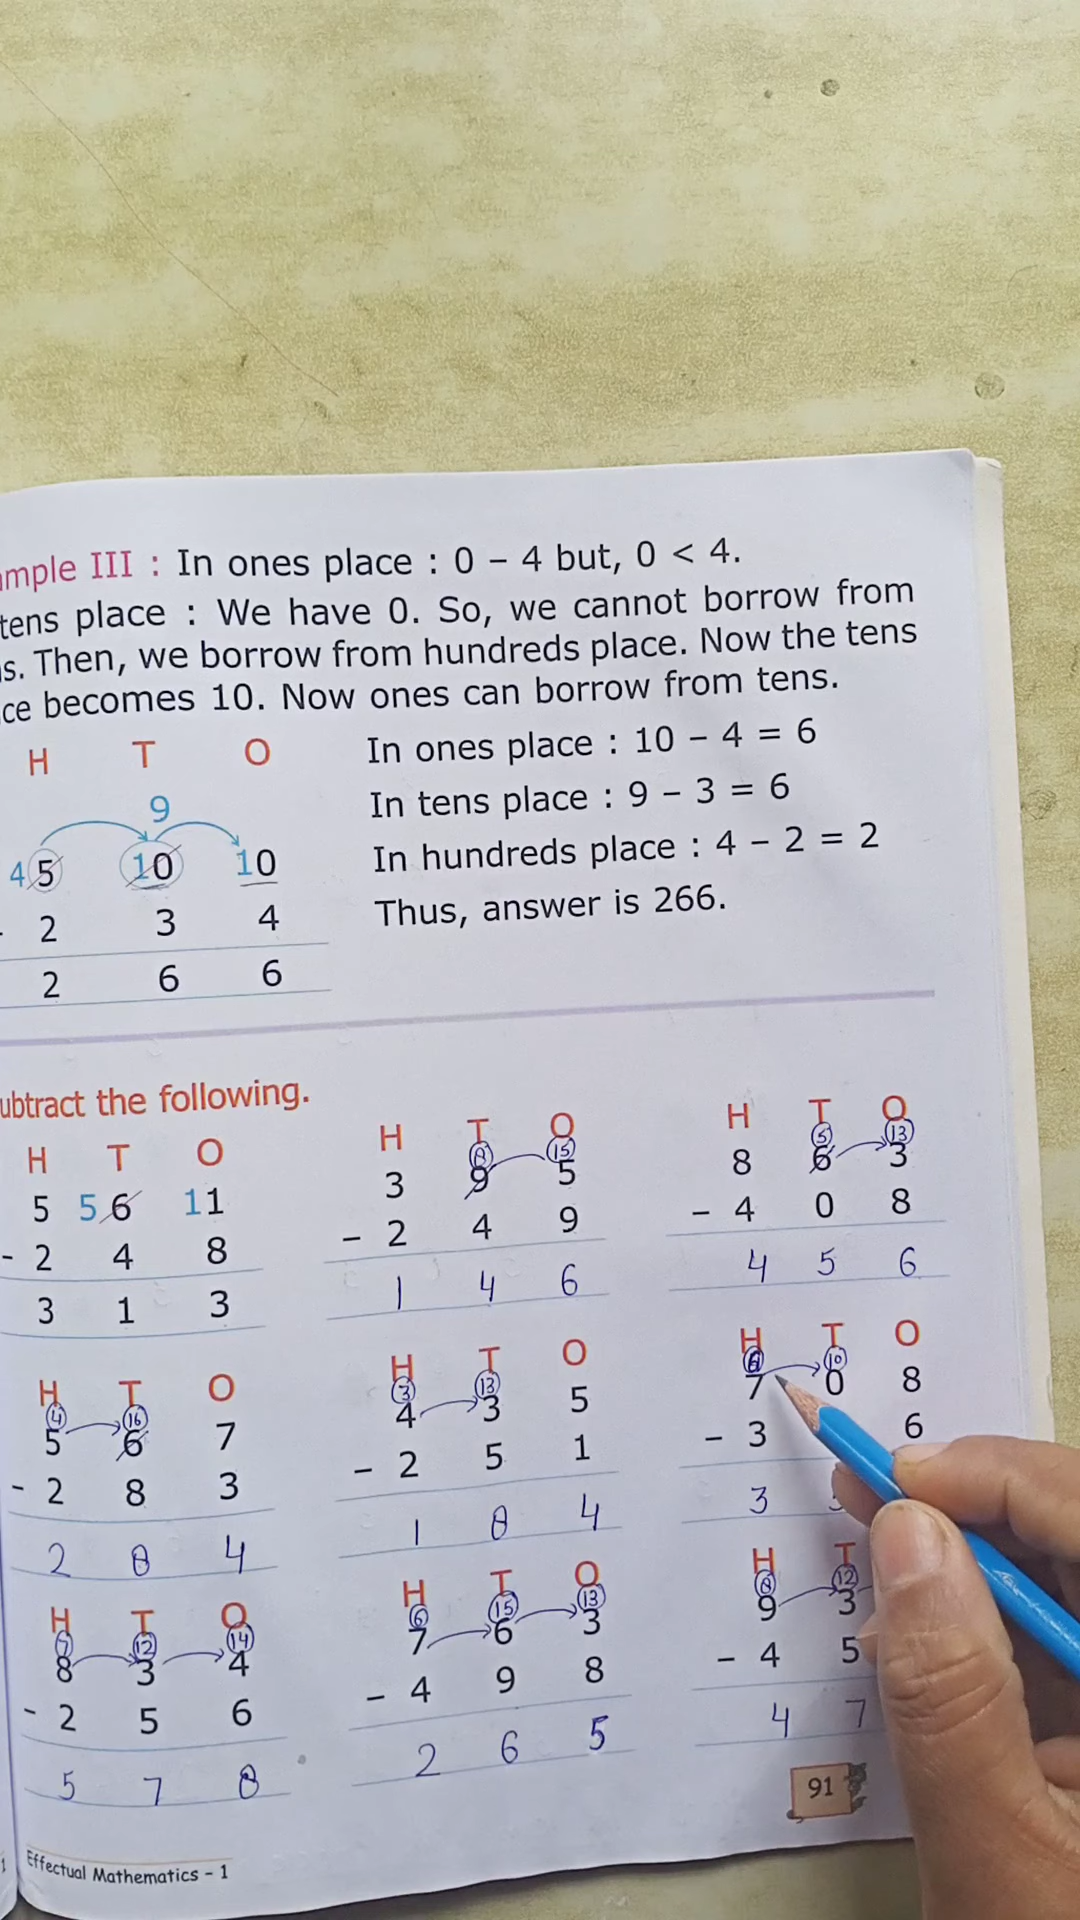 mple III : In ones place : 0 – 4 but, 0 < 4.
tens place : We have 0. So, we cannot borrow from
s. Then, we borrow from hundreds place. Now the tens
ce becomes 10. Now ones can borrow from tens.
H T O
9
4 5 10 10
- 2 3 4
2 6 6
In ones place : 10 – 4 = 6
In tens place : 9 – 3 = 6
In hundreds place : 4 – 2 = 2
Thus, answer is 266.
ubtract the following.
H T O
5 5 6 11
- 2 4 8
3 1 3
H T O
8 15
3 9 5
- 2 4 9
1 4 6
H T O
5 13
8 6 3
- 4 0 8
4 5 6
H T O
4 16
5 6 7
- 2 8 3
2 8 4
H T O
3 13
4 3 5
- 2 5 1
1 8 4
H T O
6 10
7 0 8
- 3 6
3
H T O
7 12 14
8 3 4
- 2 5 6
5 7 8
H T O
6 15 13
7 6 3
- 4 9 8
2 6 5
H T
8 12
9 3
- 4 5
4 7
91
Effectual Mathematics - 1